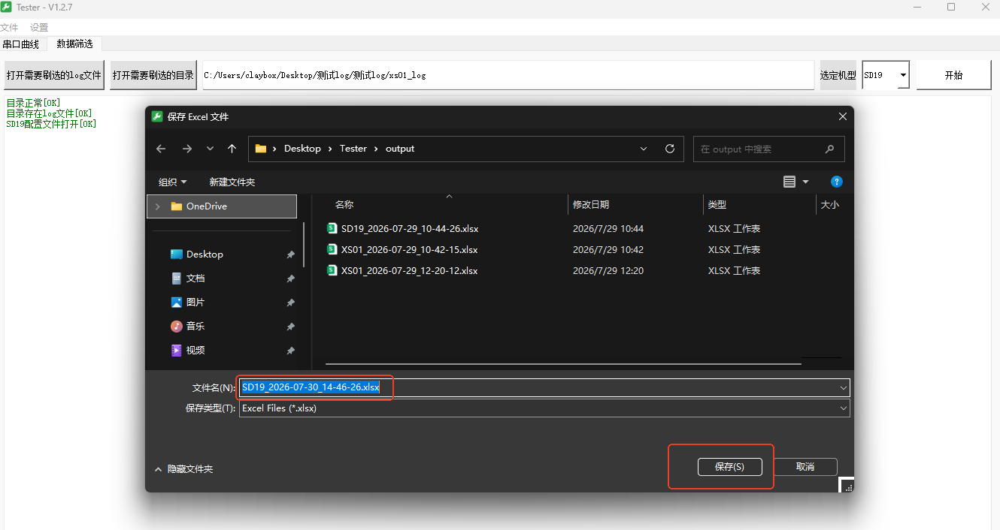 Tester - V1.2.7
文件 设置
串口曲线 数据筛选
打开需要刷选的log文件 打开需要刷选的目录 C:/Users/claybox/Desktop/测试log/测试log/xs01_log 选定机型 SD19 开始
目录正常[OK]
目录存在log文件[OK]
SD19配置文件打开[OK]
保存 Excel 文件
Desktop Tester output 在 output 中搜索
组织 新建文件夹
OneDrive 名称 修改日期 类型 大小
SD19_2026-07-29_10-44-26.xlsx 2026/7/29 10:44 XLSX 工作表
XS01_2026-07-29_10-42-15.xlsx 2026/7/29 10:42 XLSX 工作表
XS01_2026-07-29_12-20-12.xlsx 2026/7/29 12:20 XLSX 工作表
Desktop
文档
图片
音乐
视频
文件名(N): SD19_2026-07-30_14-46-26.xlsx
保存类型(T): Excel Files (*.xlsx)
隐藏文件夹 保存(S) 取消